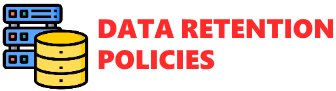 DATA RETENTION
POLICIES